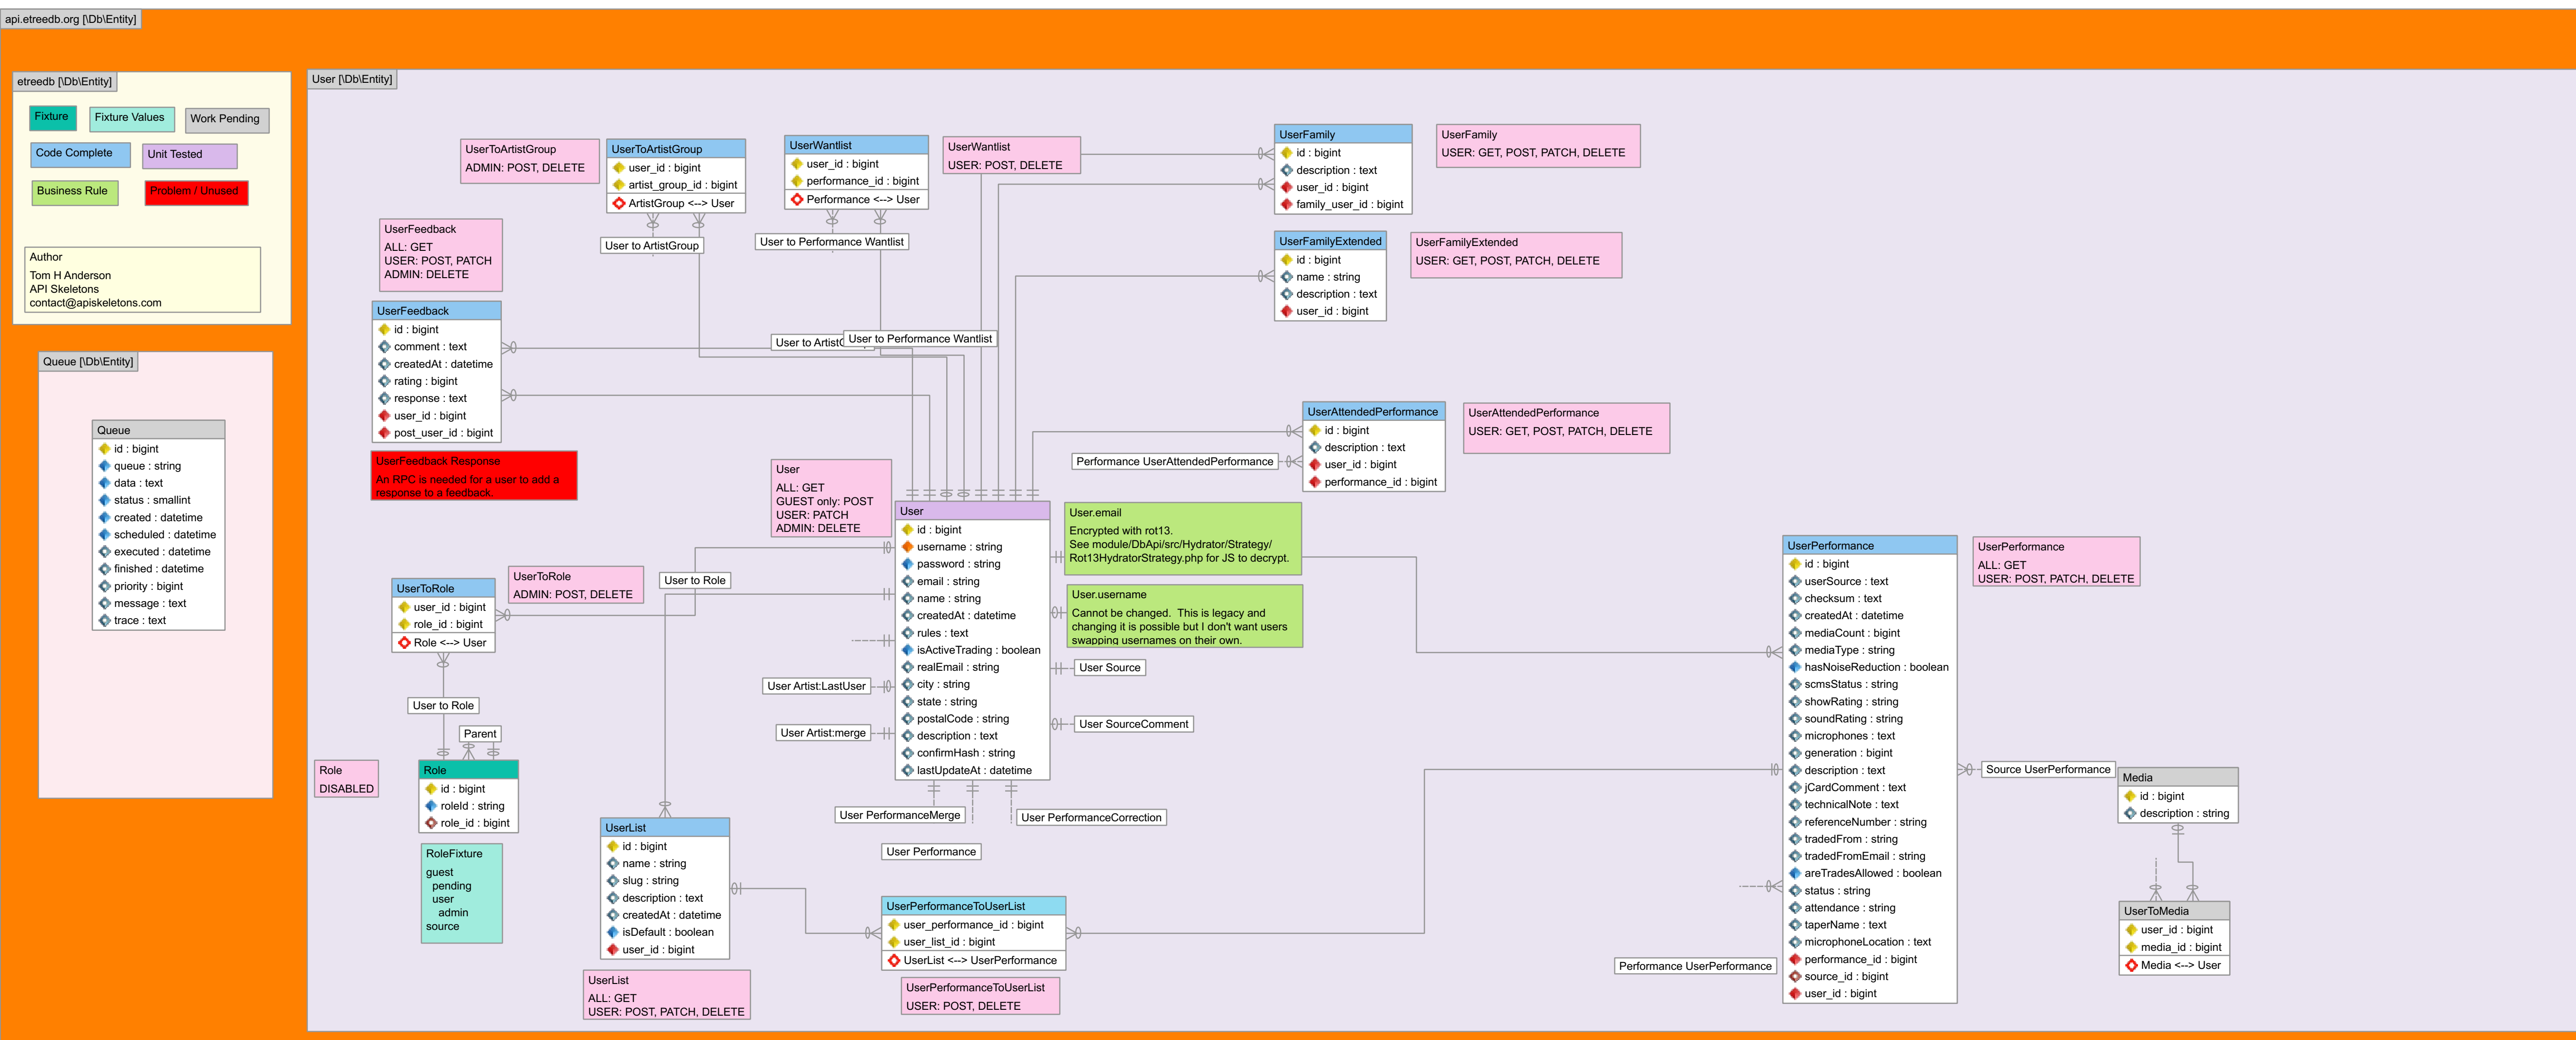 api.etreedb.org [\Db\Entity]
etreedb [\Db\Entity]
Fixture
Fixture Values
Work Pending
Code Complete
Unit Tested
Business Rule
Problem / Unused
Author
Tom H Anderson
API Skeletons
contact@apiskeletons.com
Queue [\Db\Entity]
Queue
id : bigint
queue : string
data : text
status : smallint
created : datetime
scheduled : datetime
executed : datetime
finished : datetime
priority : bigint
message : text
trace : text
User [\Db\Entity]
UserToArtistGroup
ADMIN: POST, DELETE
UserToArtistGroup
user_id : bigint
artist_group_id : bigint
ArtistGroup <--> User
User to ArtistGroup
UserWantlist
user_id : bigint
performance_id : bigint
Performance <--> User
User to Performance Wantlist
UserWantlist
USER: POST, DELETE
UserFamily
id : bigint
description : text
user_id : bigint
family_user_id : bigint
UserFamily
USER: GET, POST, PATCH, DELETE
UserFamilyExtended
id : bigint
name : string
description : text
user_id : bigint
UserFamilyExtended
USER: GET, POST, PATCH, DELETE
UserFeedback
ALL: GET
USER: POST, PATCH
ADMIN: DELETE
UserFeedback
id : bigint
comment : text
createdAt : datetime
rating : bigint
response : text
user_id : bigint
post_user_id : bigint
User to ArtistG
User to Performance Wantlist
UserFeedback Response
An RPC is needed for a user to add a
response to a feedback.
UserAttendedPerformance
id : bigint
description : text
user_id : bigint
performance_id : bigint
UserAttendedPerformance
USER: GET, POST, PATCH, DELETE
Performance UserAttendedPerformance
User
ALL: GET
GUEST only: POST
USER: PATCH
ADMIN: DELETE
User
id : bigint
username : string
password : string
email : string
name : string
createdAt : datetime
rules : text
isActiveTrading : boolean
realEmail : string
city : string
state : string
postalCode : string
description : text
confirmHash : string
lastUpdateAt : datetime
User.email
Encrypted with rot13.
See module/DbApi/src/Hydrator/Strategy/
Rot13HydratorStrategy.php for JS to decrypt.
User.username
Cannot be changed.  This is legacy and
changing it is possible but I don't want users
swapping usernames on their own.
User Source
User SourceComment
User Artist:LastUser
User Artist:merge
User PerformanceMerge
User PerformanceCorrection
User Performance
UserToRole
user_id : bigint
role_id : bigint
Role <--> User
UserToRole
ADMIN: POST, DELETE
User to Role
User to Role
Parent
Role
DISABLED
Role
id : bigint
roleId : string
role_id : bigint
RoleFixture
guest
pending
user
admin
source
UserList
id : bigint
name : string
slug : string
description : text
createdAt : datetime
isDefault : boolean
user_id : bigint
UserList
ALL: GET
USER: POST, PATCH, DELETE
UserPerformanceToUserList
user_performance_id : bigint
user_list_id : bigint
UserList <--> UserPerformance
UserPerformanceToUserList
USER: POST, DELETE
UserPerformance
id : bigint
userSource : text
checksum : text
createdAt : datetime
mediaCount : bigint
mediaType : string
hasNoiseReduction : boolean
scmsStatus : string
showRating : string
soundRating : string
microphones : text
generation : bigint
description : text
jCardComment : text
technicalNote : text
referenceNumber : string
tradedFrom : string
tradedFromEmail : string
areTradesAllowed : boolean
status : string
attendance : string
taperName : text
microphoneLocation : text
performance_id : bigint
source_id : bigint
user_id : bigint
UserPerformance
ALL: GET
USER: POST, PATCH, DELETE
Performance UserPerformance
Source UserPerformance
Media
id : bigint
description : string
UserToMedia
user_id : bigint
media_id : bigint
Media <--> User